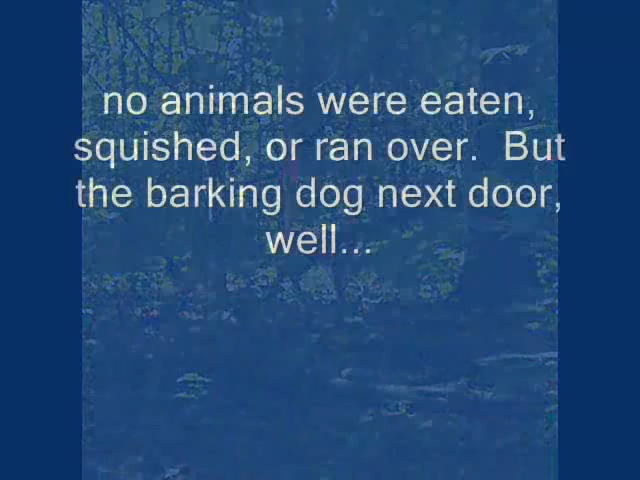 no animals were eaten,
squished, or ran over.  But
the barking dog next door,
well...